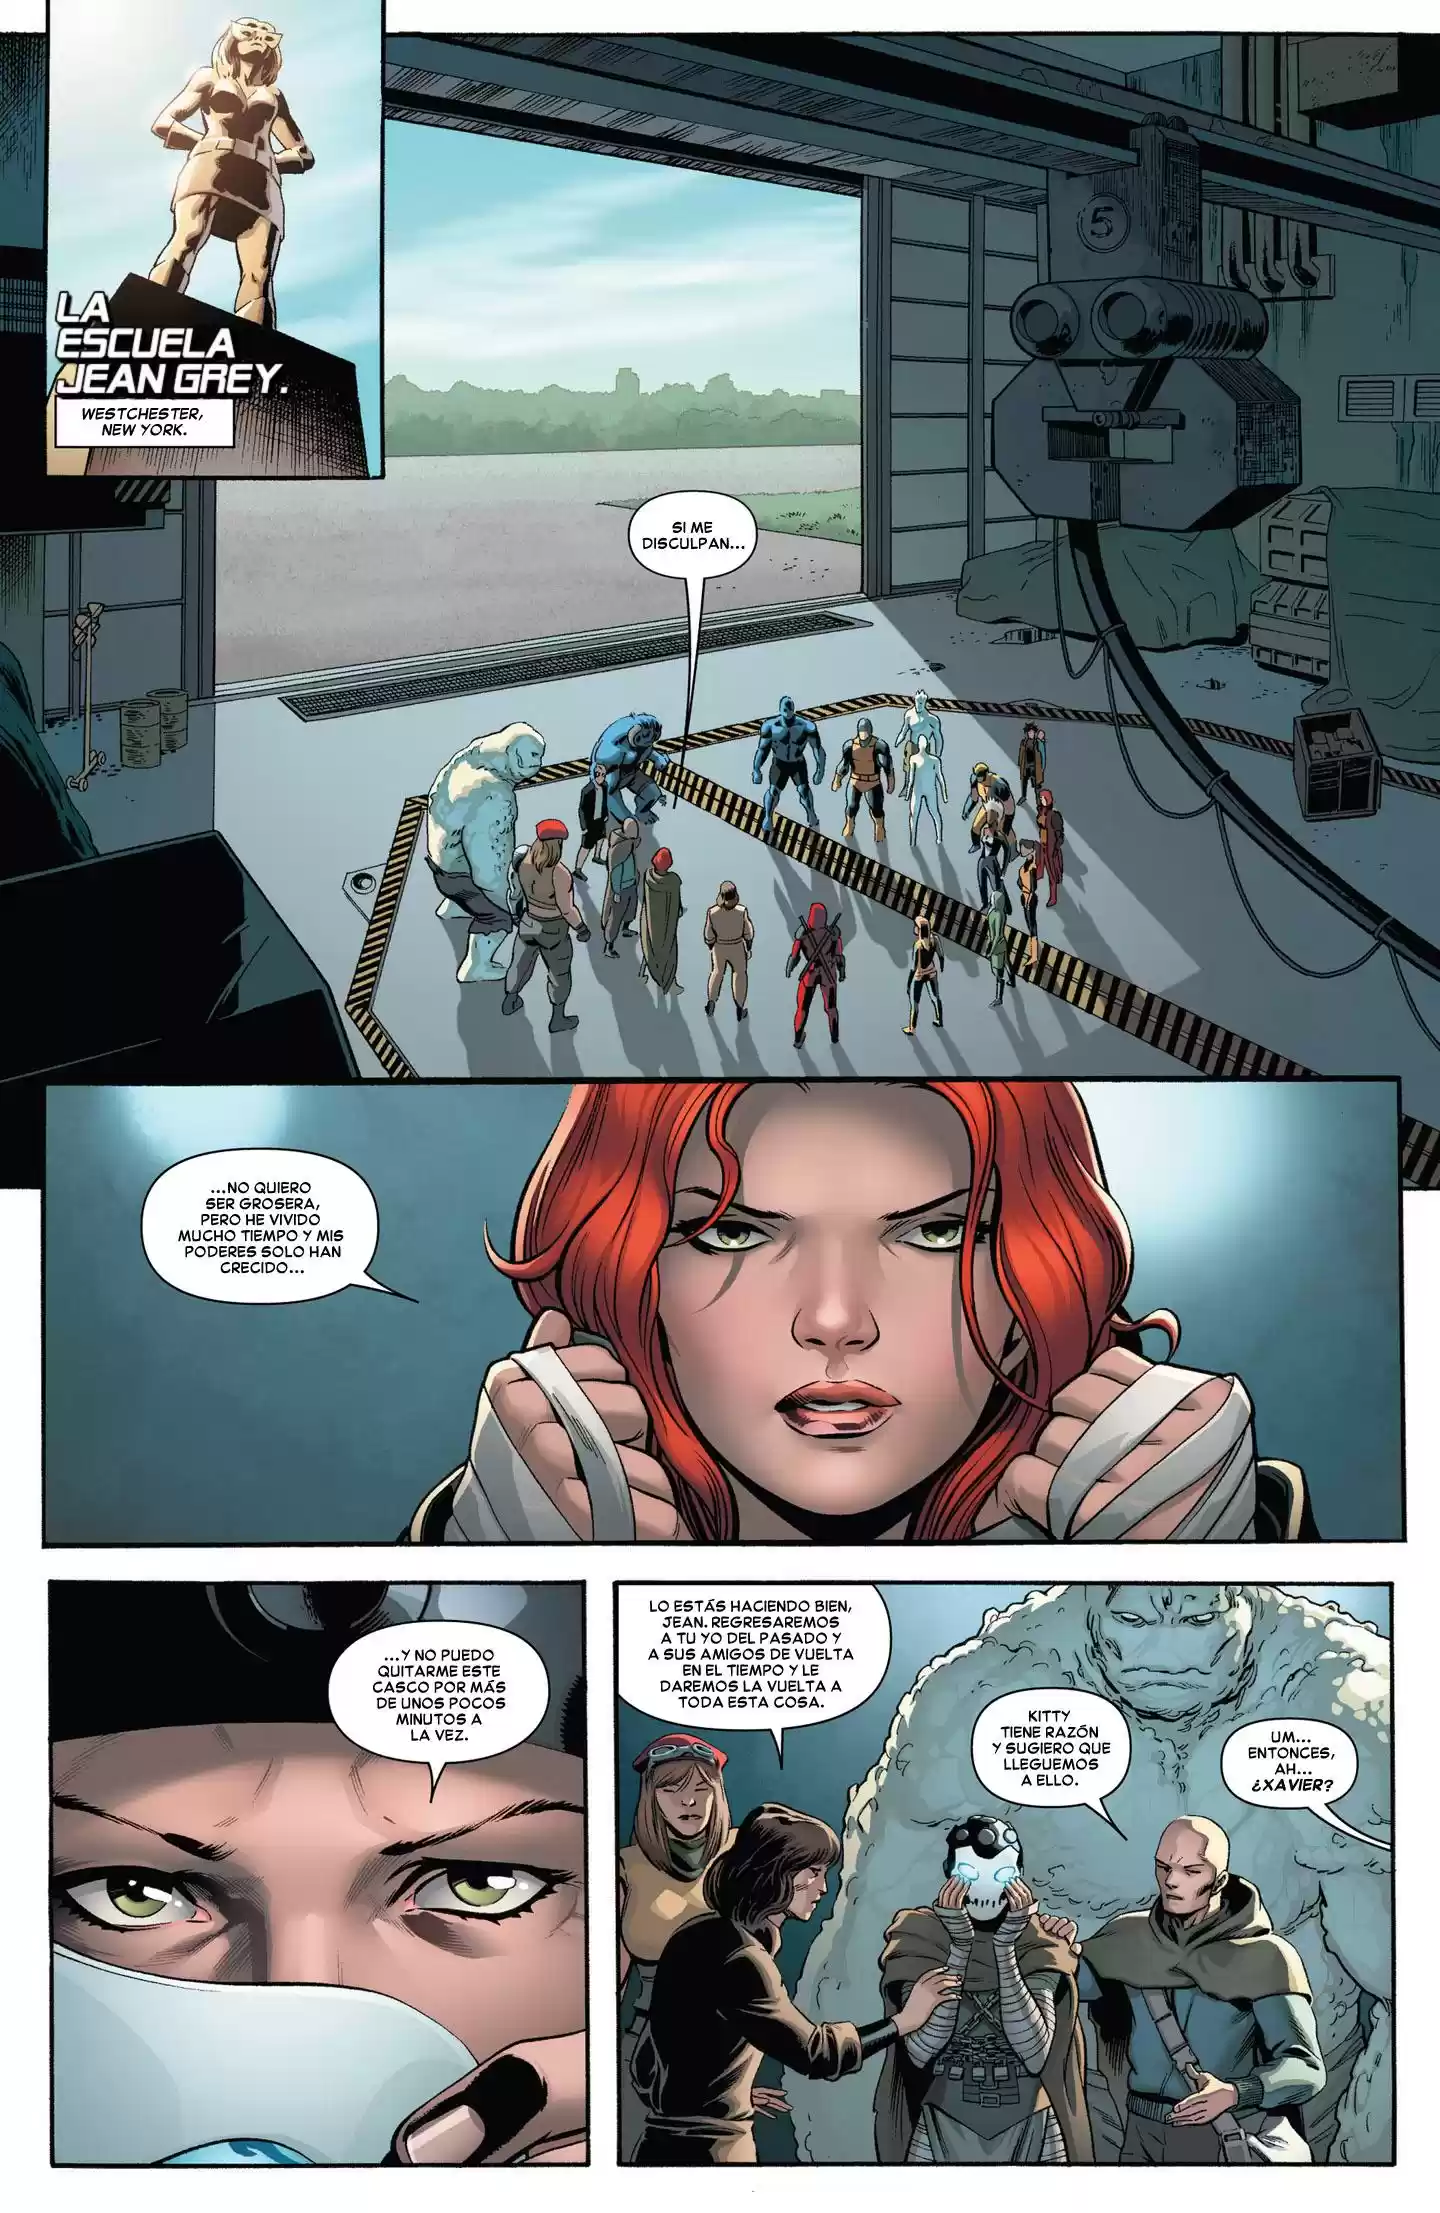 LA
ESCUELA
JEAN GREY.
WESTCHESTER,
NEW YORK.
5
SI ME
DISCULPAN...
...NO QUIERO
SER GROSERA,
PERO HE VIVIDO
MUCHO TIEMPO Y MIS
PODERES SOLO HAN
CRECIDO...
...Y NO PUEDO
QUITARME ESTE
CASCO POR MÁS
DE UNOS POCOS
MINUTOS A
LA VEZ.
LO ESTÁS HACIENDO BIEN,
JEAN. REGRESAREMOS
A TU YO DEL PASADO Y
A SUS AMIGOS DE VUELTA
EN EL TIEMPO Y LE
DAREMOS LA VUELTA A
TODA ESTA COSA.
KITTY
TIENE RAZÓN
Y SUGIERO QUE
LLEGUEMOS
A ELLO.
UM...
ENTONCES,
AH...
¿XAVIER?